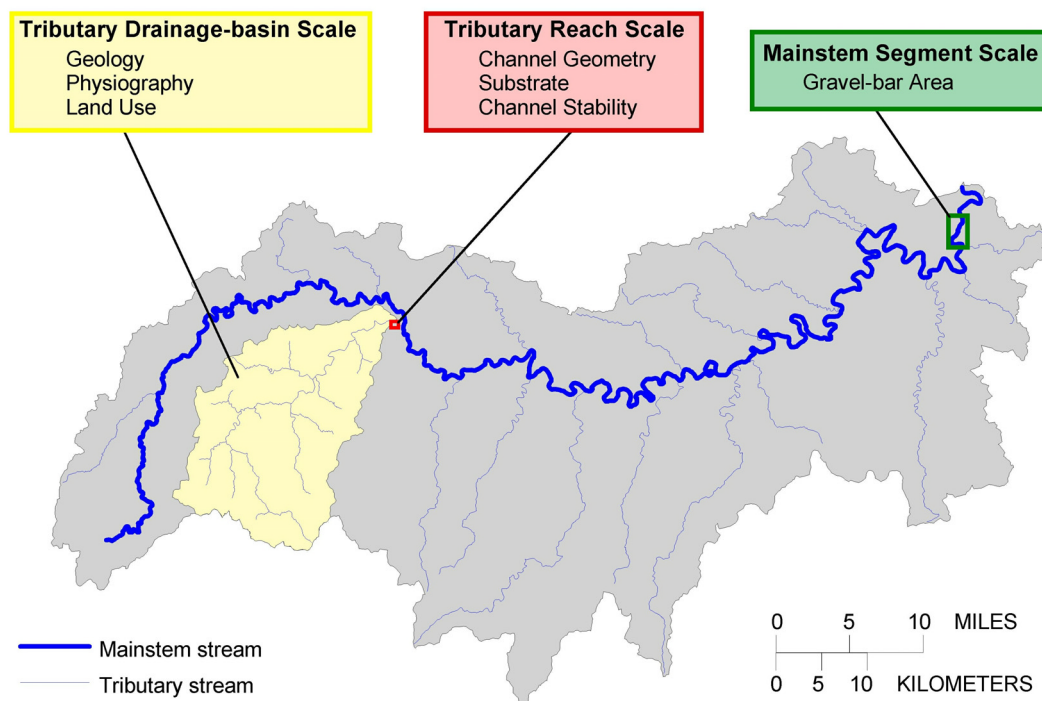 Tributary Drainage-basin Scale
Geology
Physiography
Land Use
Tributary Reach Scale
Channel Geometry
Substrate
Channel Stability
Mainstem Segment Scale
Gravel-bar Area
Mainstem stream
Tributary stream
0 5 10 MILES
0 5 10 KILOMETERS